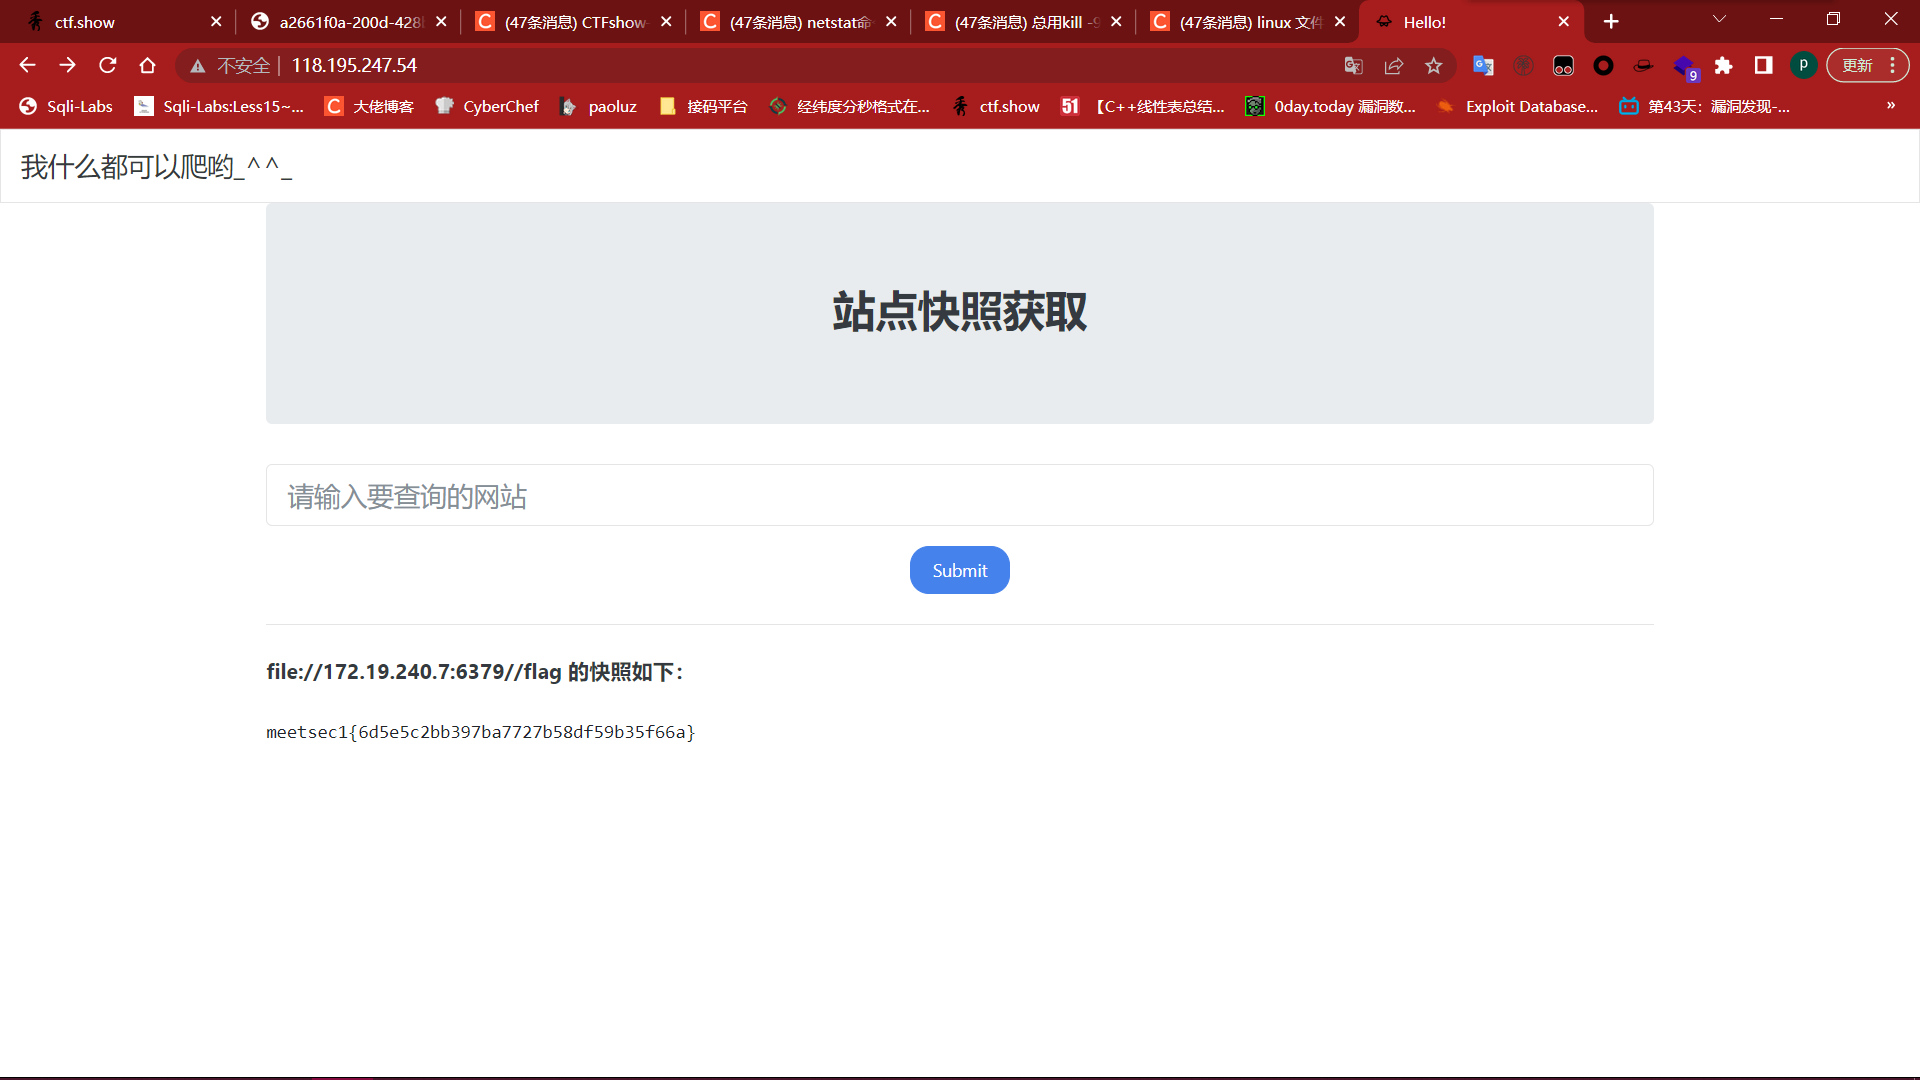 ctf.show
a2661f0a-200d-428
(47条消息) CTFshow-
(47条消息) netstat命
(47条消息) 总用kill -9
(47条消息) linux 文件
Hello!
不安全
118.195.247.54
9
p
更新
Sqli-Labs
Sqli-Labs:Less15~...
大佬博客
CyberChef
paoluz
接码平台
经纬度分秒格式在...
ctf.show
51
【C++线性表总结...
0day.today 漏洞数...
Exploit Database...
第43天：漏洞发现-...
»
我什么都可以爬哟_^ ^_
站点快照获取
请输入要查询的网站
Submit
file://172.19.240.7:6379//flag 的快照如下：
meetsec1{6d5e5c2bb397ba7727b58df59b35f66a}